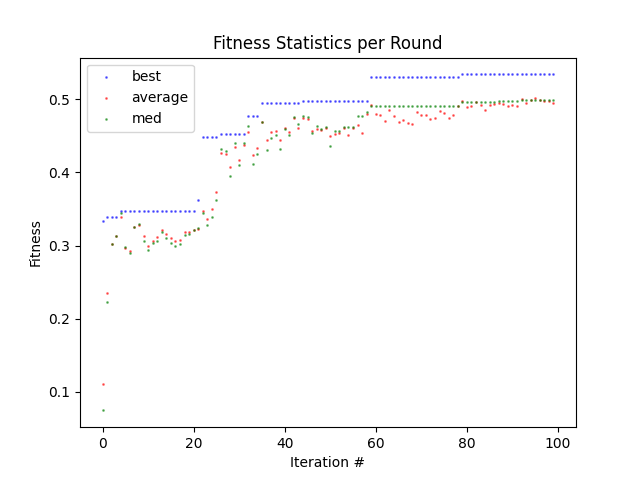 Fitness Statistics per Round
best
average
med
Fitness
0.5
0.4
0.3
0.2
0.1
0 20 40 60 80 100
Iteration #